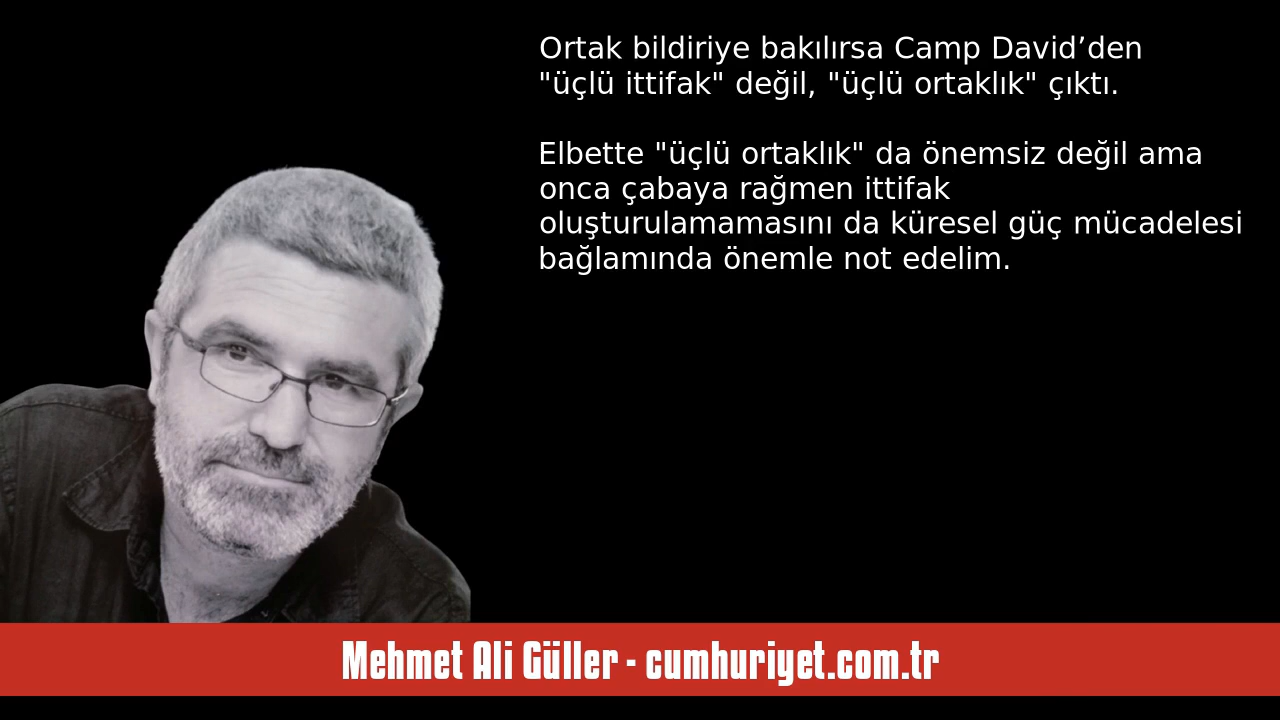 Ortak bildiriye bakılırsa Camp David’den
"üçlü ittifak" değil, "üçlü ortaklık" çıktı.
Elbette "üçlü ortaklık" da önemsiz değil ama
onca çabaya rağmen ittifak
oluşturulamamasını da küresel güç mücadelesi
bağlamında önemle not edelim.
Mehmet Ali Güller - cumhuriyet.com.tr